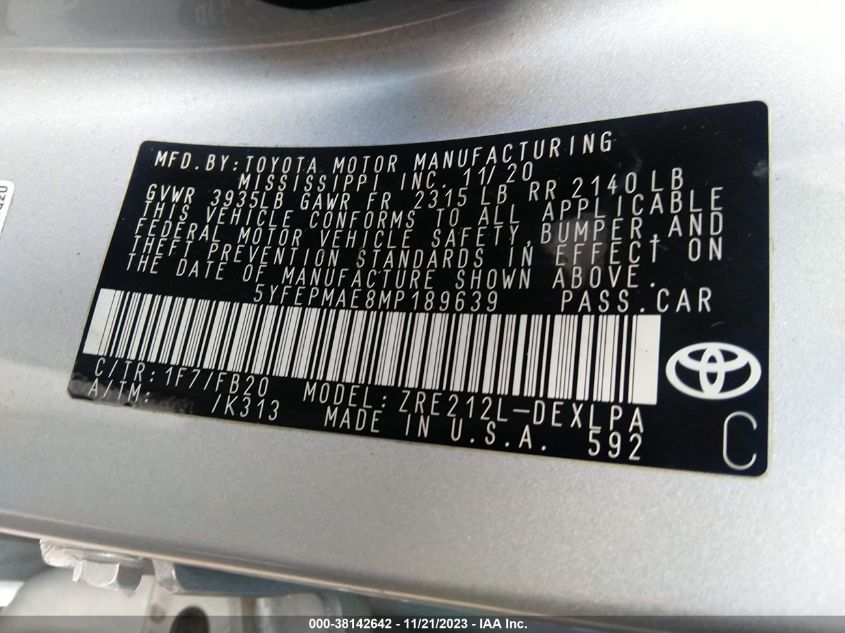 MFD.BY:TOYOTA MOTOR MANUFACTURING
MISSISSIPPI INC. 11/20
GVWR 3935LB GAWR FR 2315 LB RR 2140 LB
THIS VEHICLE CONFORMS TO ALL APPLICABLE
FEDERAL MOTOR VEHICLE SAFETY,BUMPER,AND
THEFT PREVENTION STANDARDS IN EFFECT ON
THE DATE OF MANUFACTURE SHOWN ABOVE.
5YFEPMAE8MP189639 PASS.CAR
C/TR: 1F7/FB20 MODEL: ZRE212L-DEXLPA
A/TM: /K313 MADE IN U.S.A. 592
C
000-38142642 - 11/21/2023 - IAA Inc.